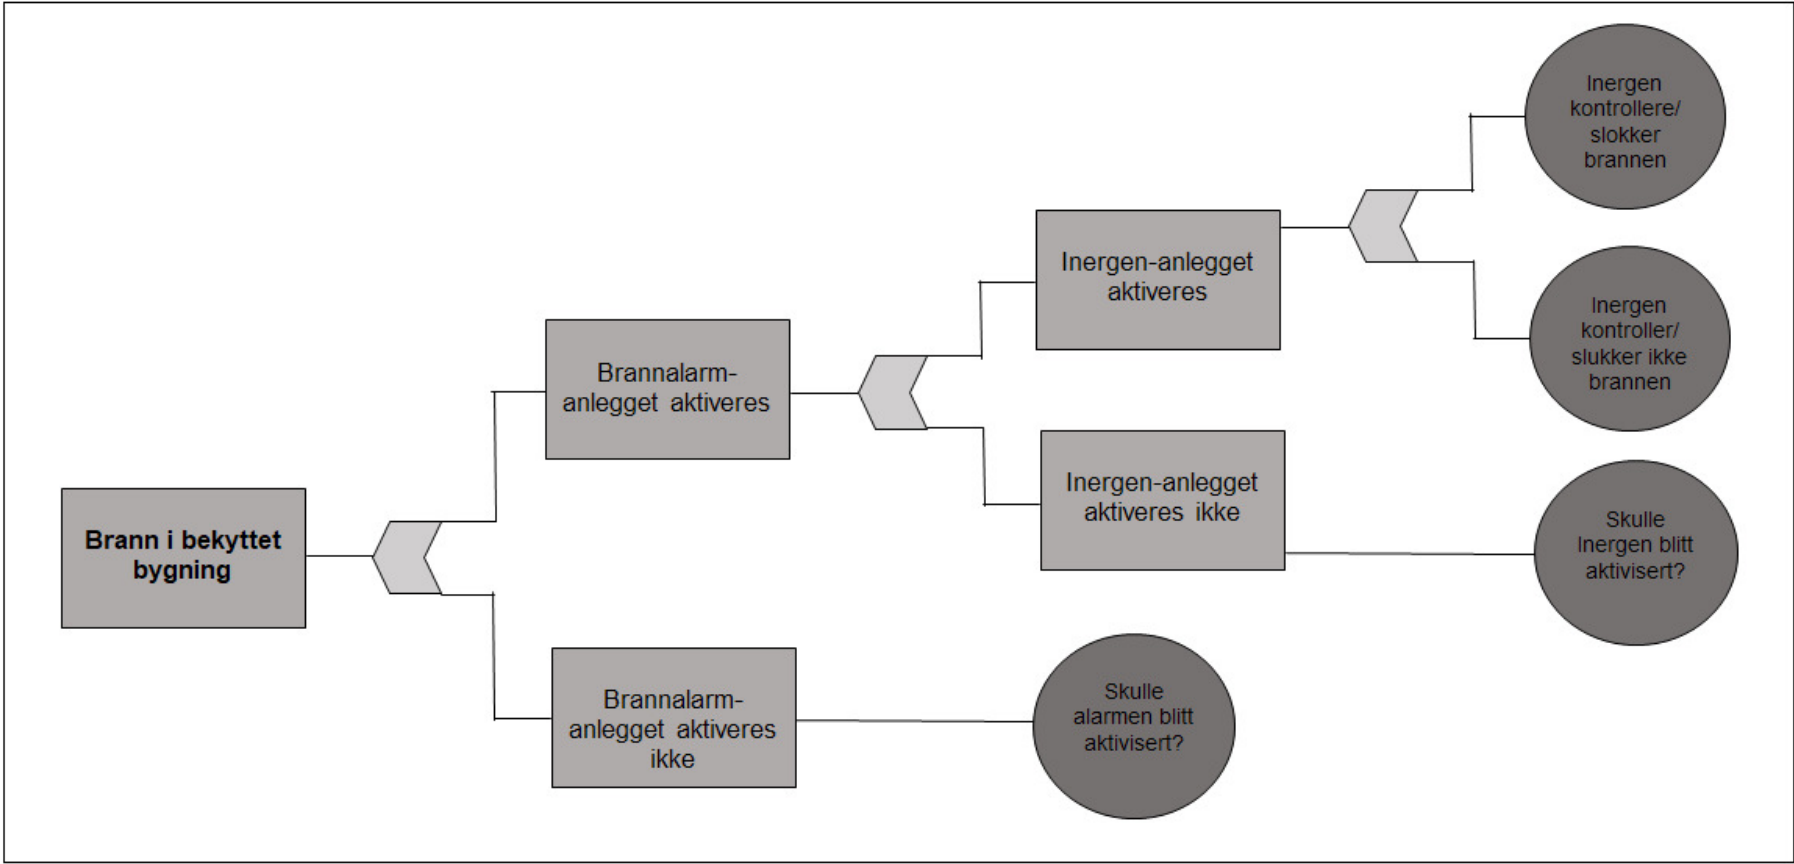 Brann i bekyttet
bygning
Brannalarm-
anlegget aktiveres
Brannalarm-
anlegget aktiveres
ikke
Inergen-anlegget
aktiveres
Inergen-anlegget
aktiveres ikke
Inergen
kontrollere/
slokker
brannen
Inergen
kontroller/
slukker ikke
brannen
Skulle
Inergen blitt
aktivisert?
Skulle
alarmen blitt
aktivisert?